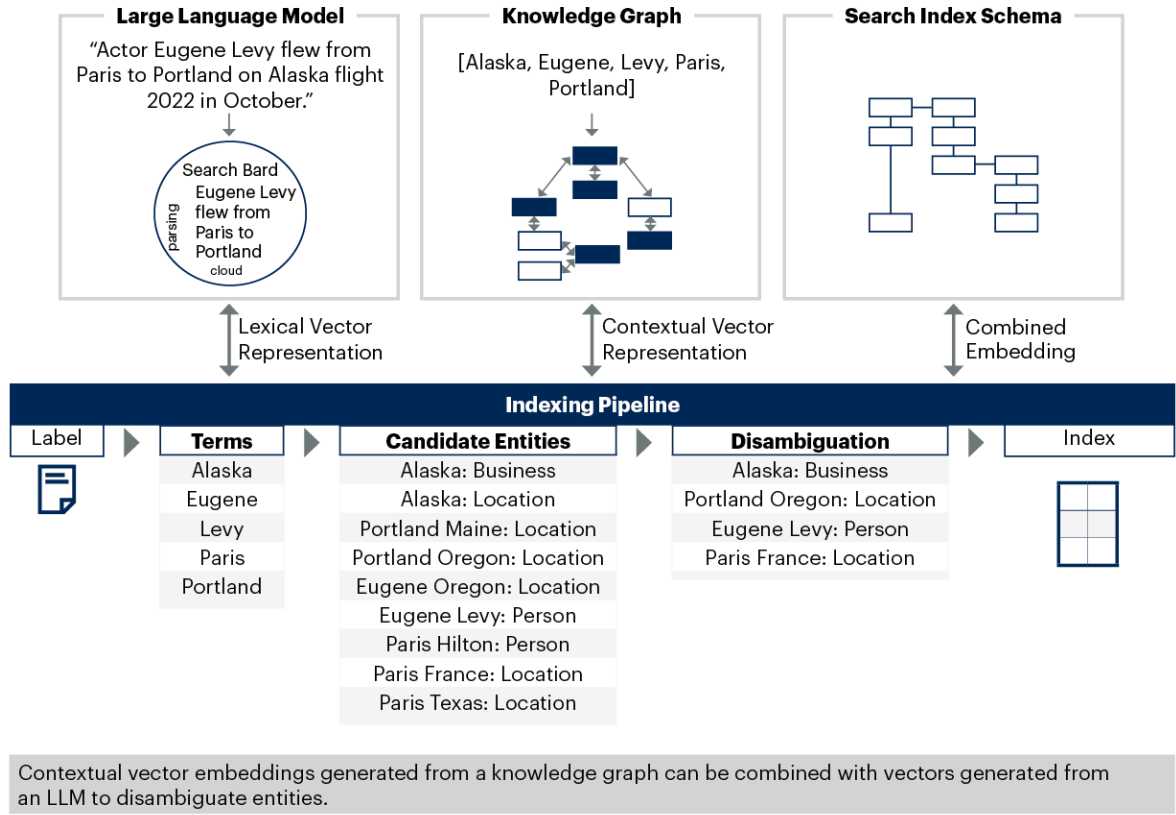 Large Language Model
“Actor Eugene Levy flew from
Paris to Portland on Alaska flight
2022 in October.”
Search Bard
parsing
Eugene Levy
flew from
Paris to
Portland
cloud
Knowledge Graph
[Alaska, Eugene, Levy, Paris,
Portland]
Search Index Schema
Lexical Vector
Representation
Contextual Vector
Representation
Combined
Embedding
Indexing Pipeline
Label
Terms
Alaska
Eugene
Levy
Paris
Portland
Candidate Entities
Alaska: Business
Alaska: Location
Portland Maine: Location
Portland Oregon: Location
Eugene Oregon: Location
Eugene Levy: Person
Paris Hilton: Person
Paris France: Location
Paris Texas: Location
Disambiguation
Alaska: Business
Portland Oregon: Location
Eugene Levy: Person
Paris France: Location
Index
Contextual vector embeddings generated from a knowledge graph can be combined with vectors generated from
an LLM to disambiguate entities.